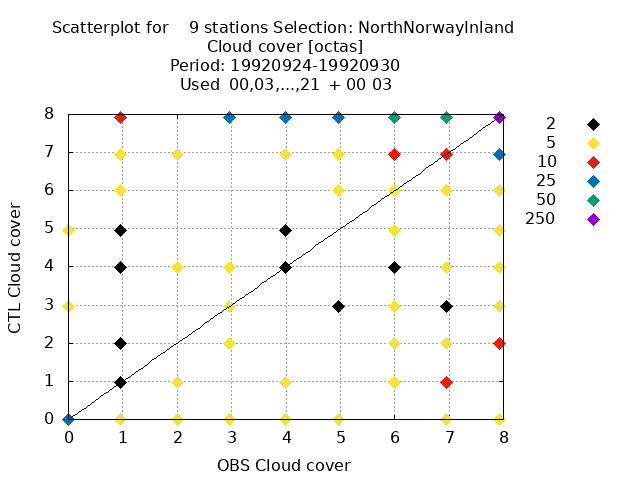 Scatterplot for 9 stations Selection: NorthNorwayInland
Cloud cover [octas]
Period: 19920924-19920930
Used 00,03,...,21 + 00 03
2
5
10
25
50
250
8
7
6
5
4
3
2
1
0
CTL Cloud cover
0 1 2 3 4 5 6 7 8
OBS Cloud cover